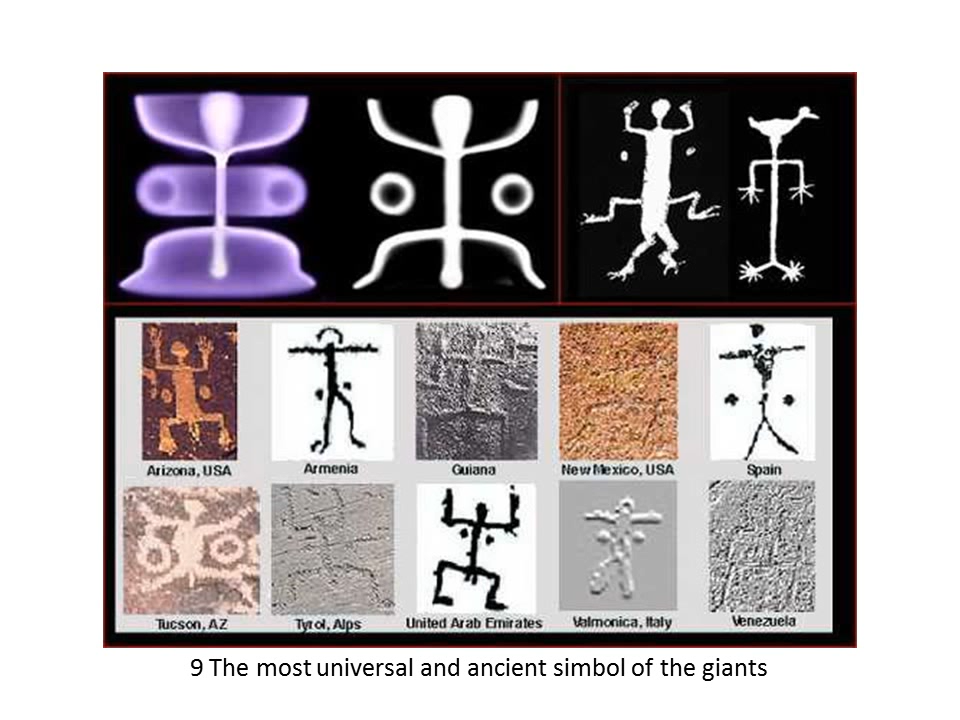 Arizona, USA
Armenia
Guiana
New Mexico, USA
Spain
Tucson, AZ
Tyrol, Alps
United Arab Emirates
Valmonica, Italy
Venezuela
9 The most universal and ancient simbol of the giants